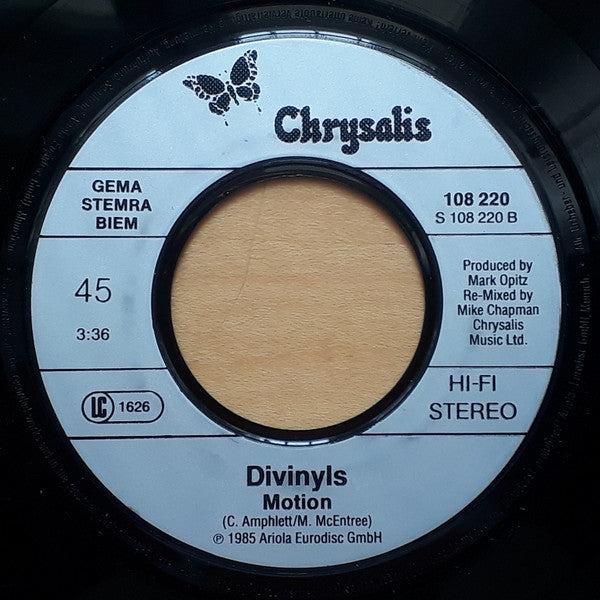 Chrysalis
GEMA
STEMRA
BIEM
108 220
S 108 220 B
45
3:36
Produced by
Mark Opitz
Re-Mixed by
Mike Chapman
Chrysalis
Music Ltd.
LC 1626
HI-FI
STEREO
Divinyls
Motion
(C. Amphlett/M. McEntree)
℗ 1985 Ariola Eurodisc GmbH